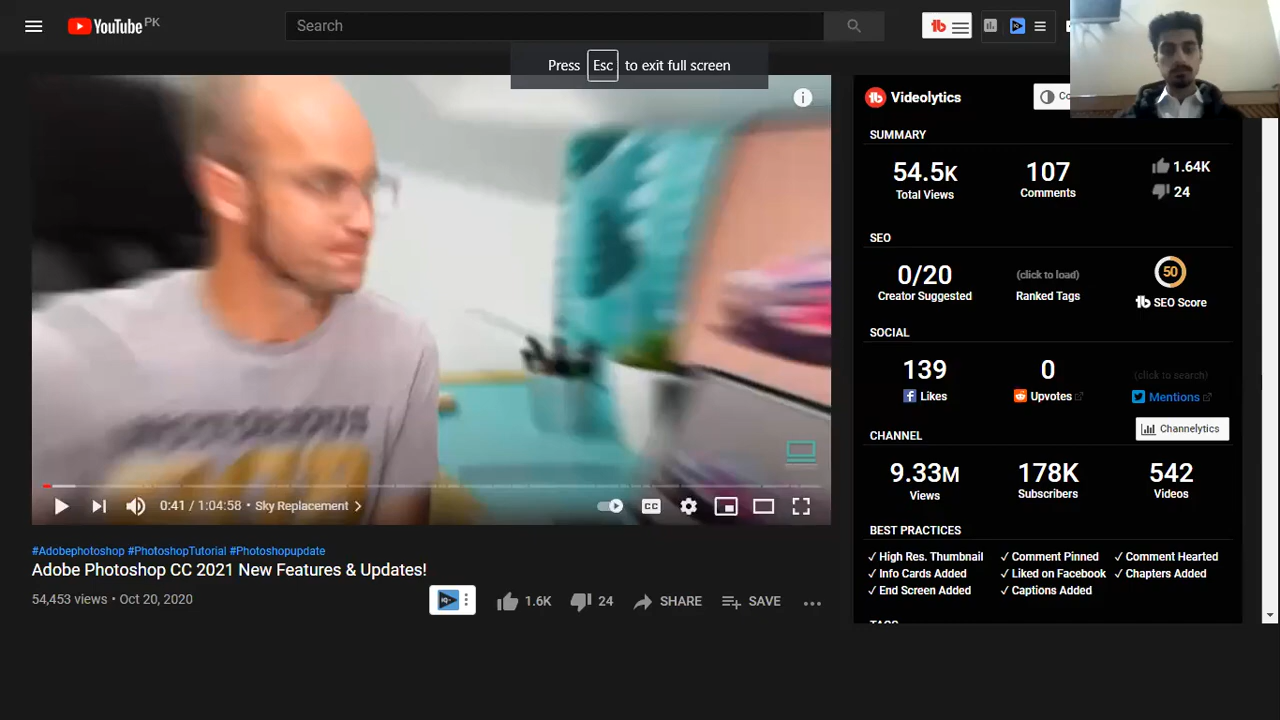 YouTube PK
Search
Press Esc to exit full screen
Videolytics
SUMMARY
54.5K
Total Views
107
Comments
1.64K
24
SEO
0/20
Creator Suggested
(click to load)
Ranked Tags
50
SEO Score
SOCIAL
139
Likes
0
Upvotes
(click to search)
Mentions
CHANNEL
Channelytics
9.33M
Views
178K
Subscribers
542
Videos
BEST PRACTICES
✓ High Res. Thumbnail
✓ Comment Pinned
✓ Comment Hearted
✓ Info Cards Added
✓ Liked on Facebook
✓ Chapters Added
✓ End Screen Added
✓ Captions Added
TAGS
0:41 / 1:04:58 • Sky Replacement
CC
#Adobephotoshop #PhotoshopTutorial #Photoshopupdate
Adobe Photoshop CC 2021 New Features & Updates!
54,453 views • Oct 20, 2020
1.6K
24
SHARE
SAVE